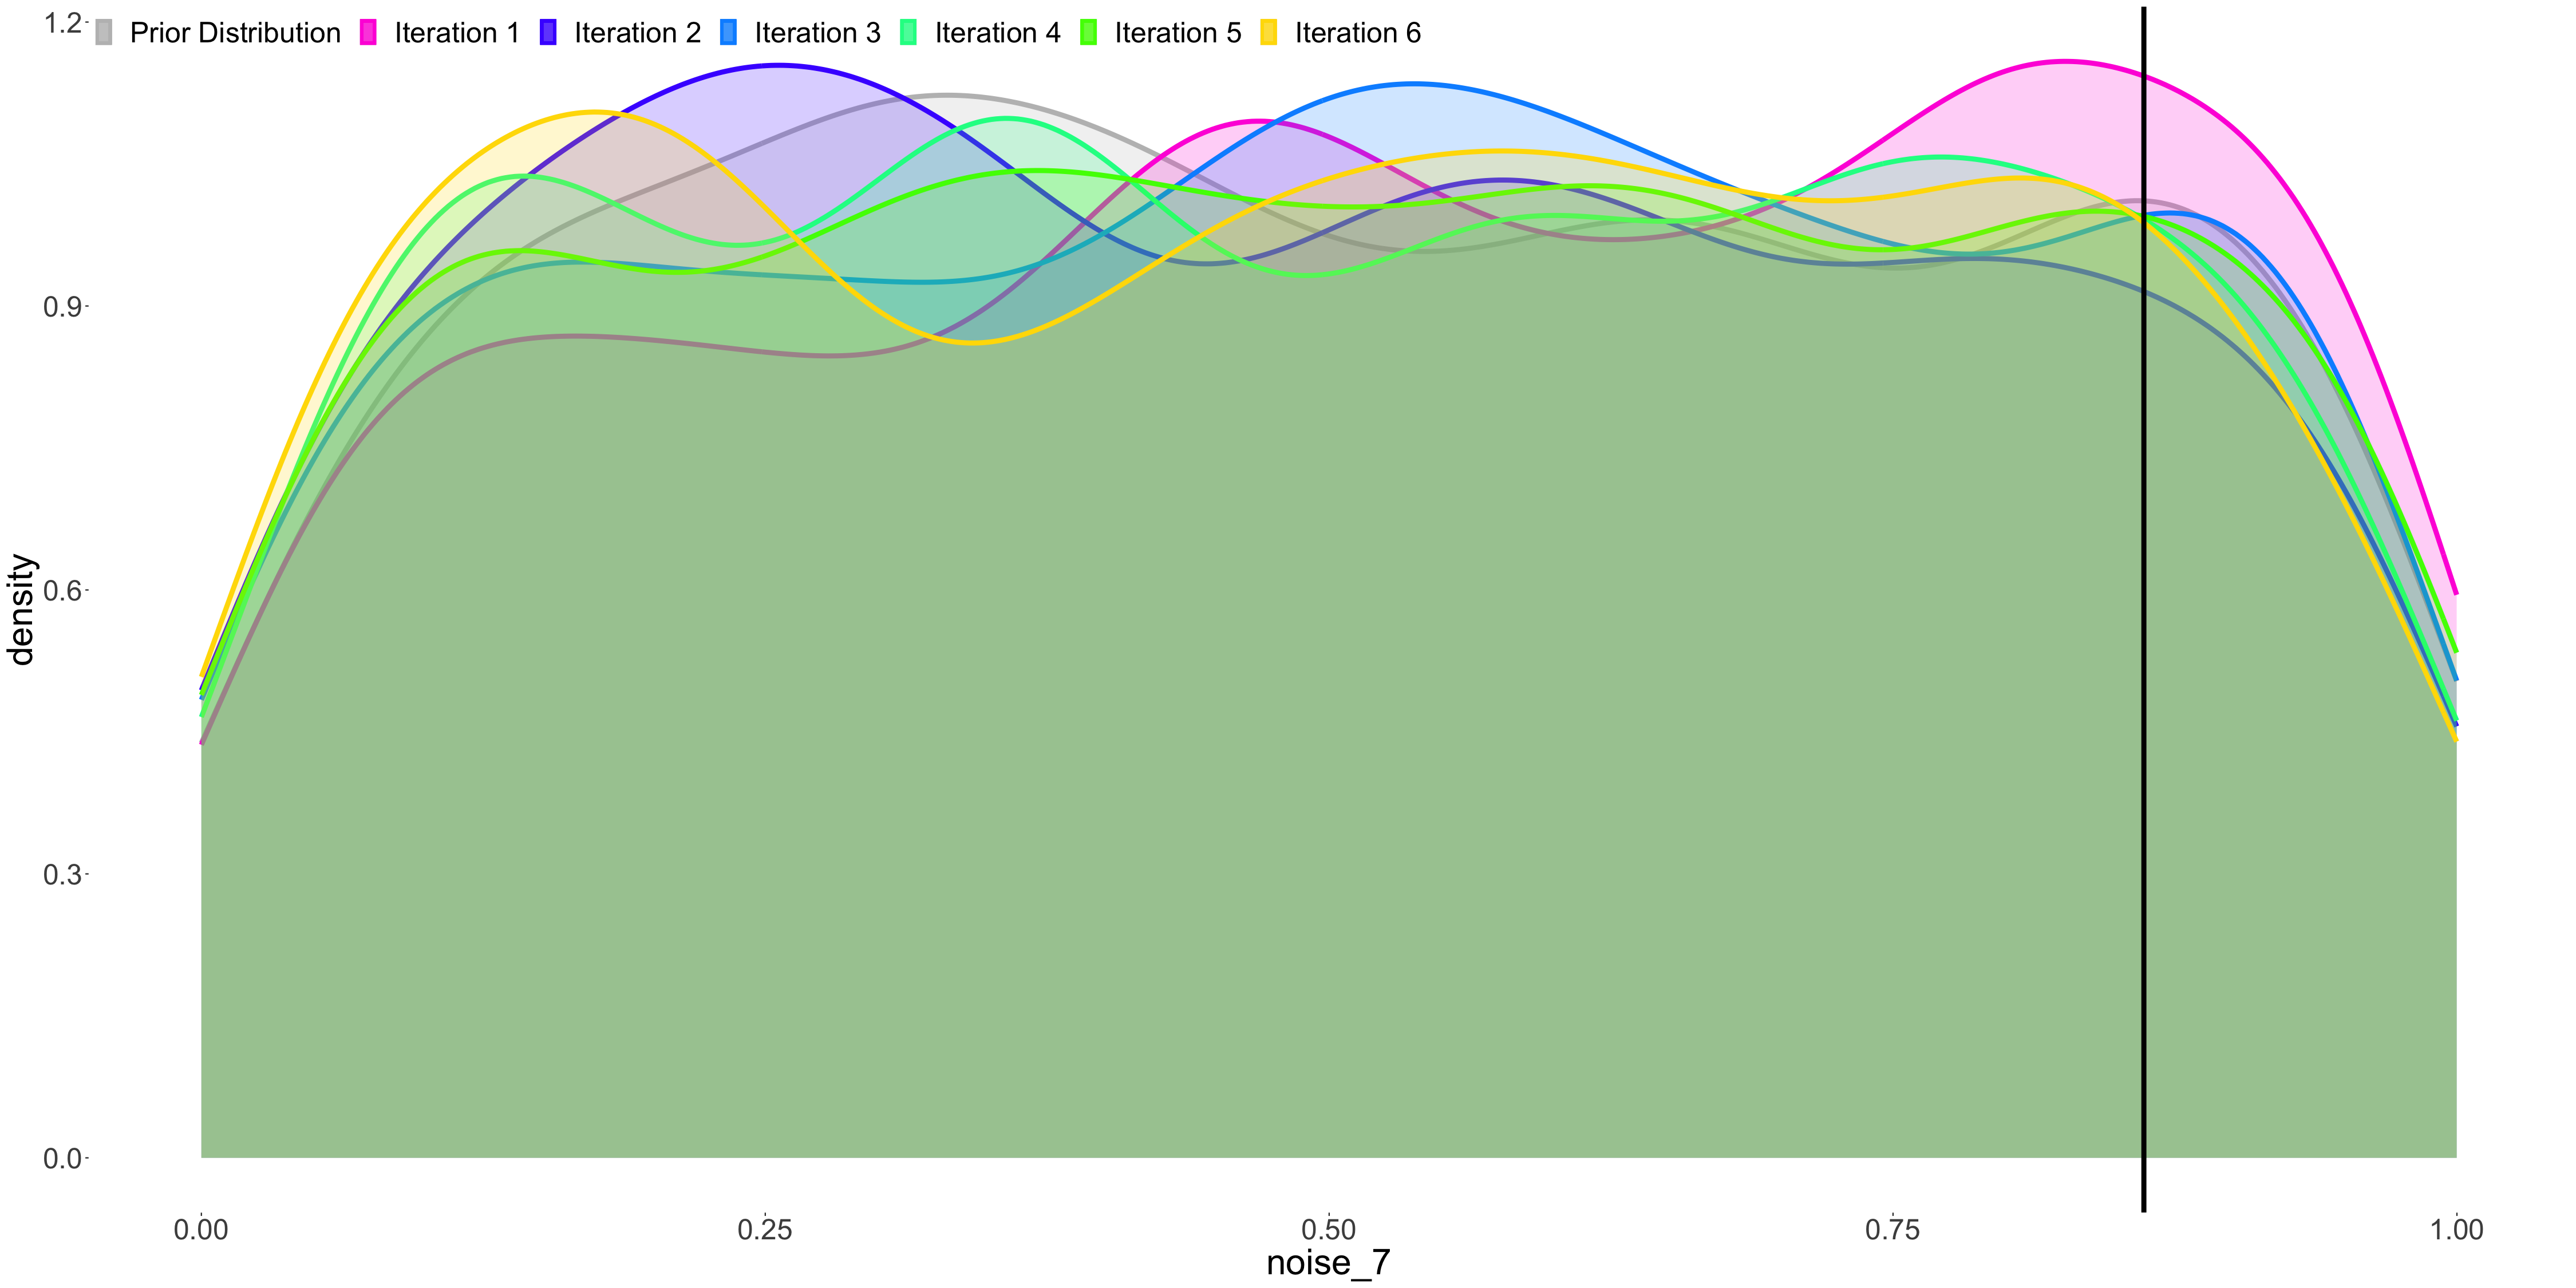 Prior Distribution Iteration 1 Iteration 2 Iteration 3 Iteration 4 Iteration 5 Iteration 6
1.2
0.9
0.6
0.3
0.0
density
0.00 0.25 0.50 0.75 1.00
noise_7